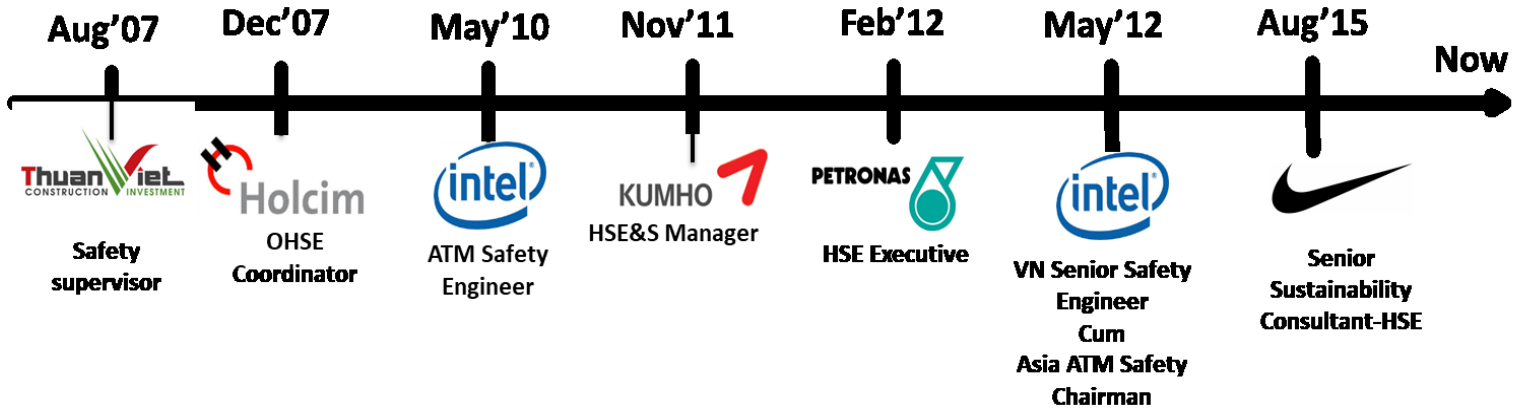 Aug'07
Dec'07
May'10
Nov'11
Feb'12
May'12
Aug'15
Now
Thuan Viet
CONSTRUCTION INVESTMENT
Safety
supervisor
Holcim
OHSE
Coordinator
intel
ATM Safety
Engineer
KUMHO
HSE&S Manager
PETRONAS
HSE Executive
intel
VN Senior Safety
Engineer
Cum
Asia ATM Safety
Chairman
Senior
Sustainability
Consultant-HSE